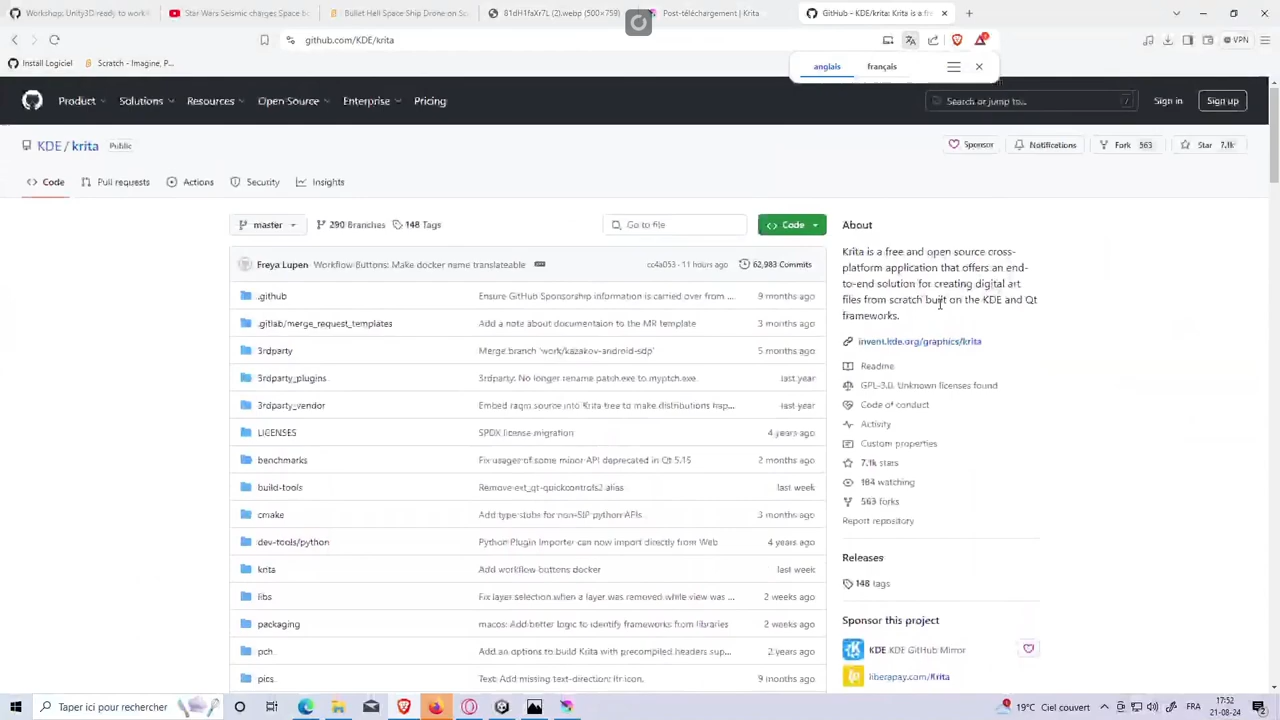 Workshop, Unity3D develop
Star Wars Seismic charges Space b
Bullet Hell Space Ship Drone on Sc
81dH1faXr7L (2).webp (500×
Post-téléchargement | Krita
GitHub - KDE/krita: Krita is a fre
github.com/KDE/krita
VPN
Install Logiciel
Scratch - Imagine, P...
anglais
français
Product
Solutions
Resources
Open Source
Enterprise
Pricing
Search or jump to...
/
Sign in
Sign up
KDE / krita
Public
Sponsor
Notifications
Fork 563
Star 7.1k
Code
Pull requests
Actions
Security
Insights
master
290 Branches
148 Tags
Go to file
Code
About
Freya Lupen Workflow Buttons: Make docker name translateable
cc4a053 · 11 hours ago
62,983 Commits
Krita is a free and open source cross-
platform application that offers an end-
to-end solution for creating digital art
files from scratch built on the KDE and Qt
frameworks.
.github Ensure GitHub Sponsorship information is carried over from ... 9 months ago
.gitlab/merge_request_templates Add a note about documentation to the MR template 3 months ago
3rdparty Merge branch 'work/kazakov-android-sdp' 5 months ago
3rdparty_plugins 3rdparty: No longer rename patch.exe to myptch.exe. last year
3rdparty_vendor Embed raqm source into Krita tree to make distributions hap... last year
LICENSES SPDX license migration 4 years ago
benchmarks Fix usage of some minor API deprecated in Qt 5.15 2 months ago
build-tools Remove ext_qt-quickcontrols2 alias last week
cmake Add type stubs for non-SIP python APIs. 3 months ago
dev-tools/python Python Plugin Importer can now import directly from Web 4 years ago
krita Add workflow buttons docker last week
libs Fix layer selection when a layer was removed while view was ... 2 weeks ago
packaging macos: Add better logic to identify frameworks from libraries 2 weeks ago
pch Add an options to build Krita with precompiled headers sup... 2 years ago
pics Text: Add missing text-direction: ltr icon. 9 months ago
invent.kde.org/graphics/krita
Readme
GPL-3.0, Unknown licenses found
Code of conduct
Activity
Custom properties
7.1k stars
184 watching
563 forks
Report repository
Releases
148 tags
Sponsor this project
KDE KDE GitHub Mirror
liberapay.com/Krita
Taper ici pour rechercher
19°C Ciel couvert
17:52
21-08-24